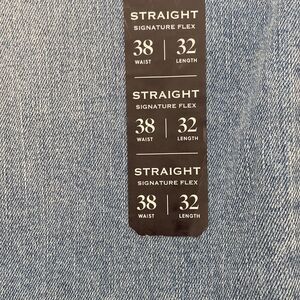 STRAIGHT
SIGNATURE FLEX
38 | 32
WAIST LENGTH
STRAIGHT
SIGNATURE FLEX
38 | 32
WAIST LENGTH
STRAIGHT
SIGNATURE FLEX
38 | 32
WAIST LENGTH